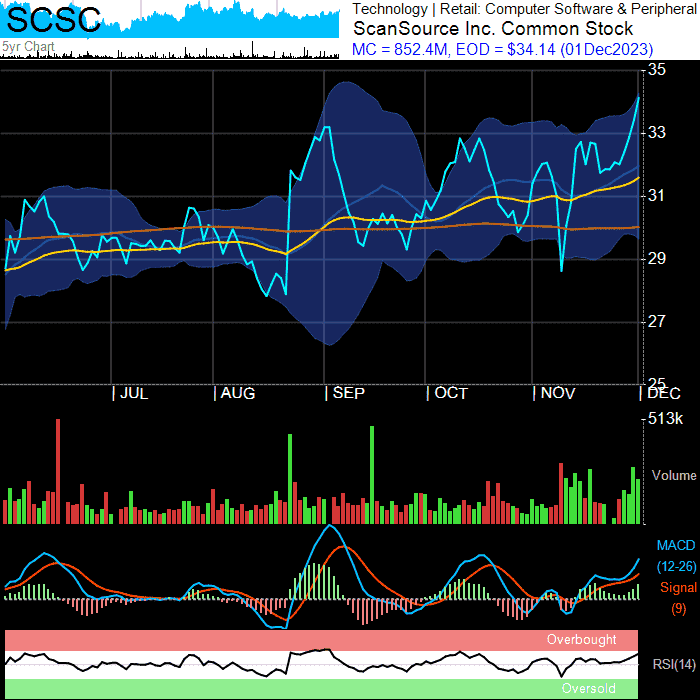 SCSC
5yr Chart
Technology | Retail: Computer Software & Peripheral
ScanSource Inc. Common Stock
MC = 852.4M, EOD = $34.14 (01Dec2023)
35
33
31
29
27
25
JUL
AUG
SEP
OCT
NOV
DEC
513k
Volume
MACD
(12-26)
Signal
(9)
Overbought
RSI(14)
Oversold